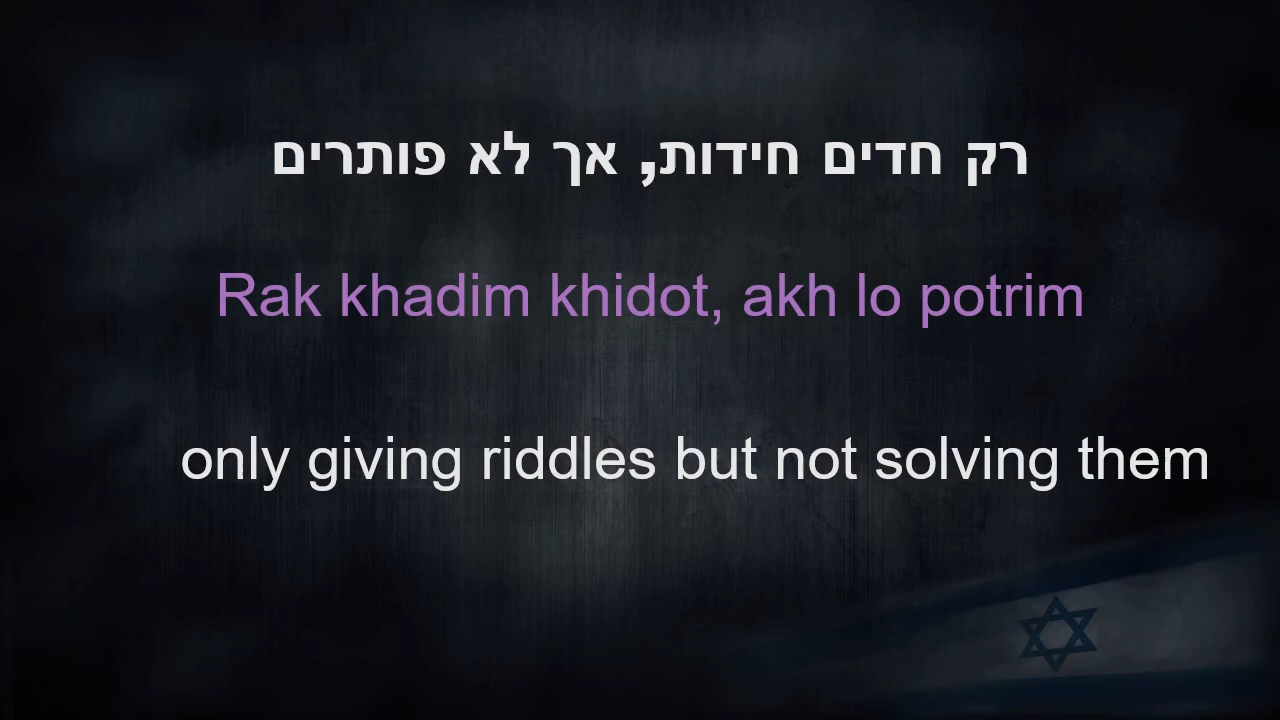 רק חדים חידות, אך לא פותרים
Rak khadim khidot, akh lo potrim
only giving riddles but not solving them